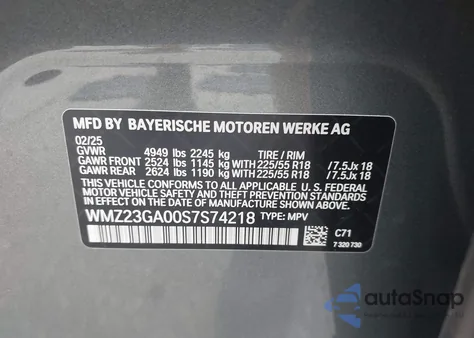 MFD BY BAYERISCHE MOTOREN WERKE AG
02/25
GVWR 4949 lbs 2245 kg TIRE / RIM
GAWR FRONT 2524 lbs 1145 kg WITH 225/55 R18 /7.5Jx 18
GAWR REAR 2624 lbs 1190 kg WITH 225/55 R18 /7.5Jx 18
THIS VEHICLE CONFORMS TO ALL APPLICABLE U. S. FEDERAL
MOTOR VEHICLE SAFETY, BUMPER, AND THEFT
PREVENTION STANDARDS IN EFFECT ON THE DATE OF
MANUFACTURE SHOWN ABOVE.
WMZ23GA00S7S74218 TYPE: MPV C71
7 320 730
autoSnap